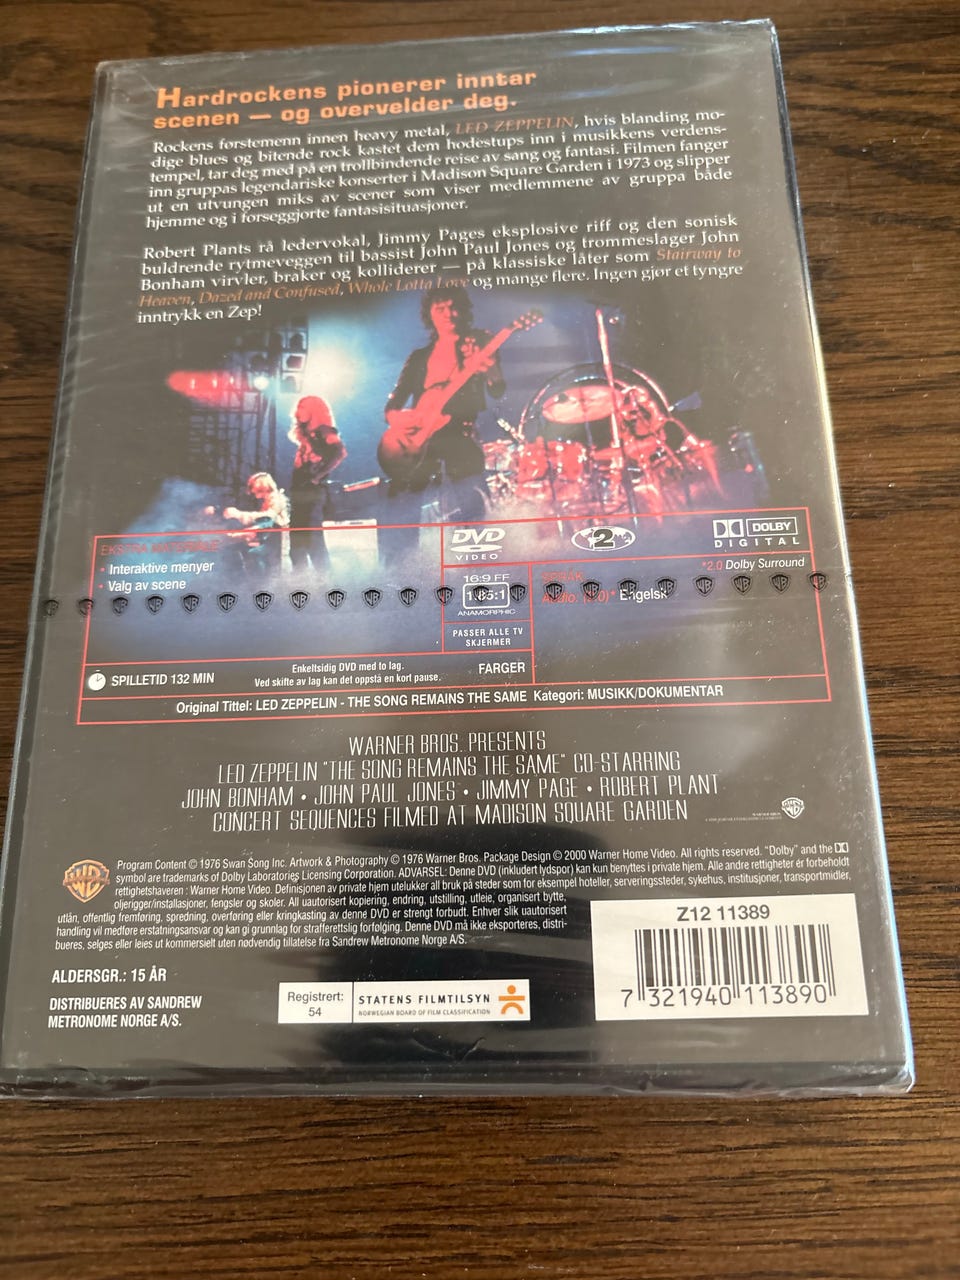 Hardrockens pionerer inntar
scenen — og overvelder deg.
Rockens førstemenn innen heavy metal, LED ZEPPELIN, hvis blanding mo-
dige blues og bitende rock kastet dem hodestups inn i musikkens verdens-
tempel, tar deg med på en trollbindende reise av sang og fantasi. Filmen fanger
inn gruppas legendariske konserter i Madison Square Garden i 1973 og slipper
ut en utvungen miks av scener som viser medlemmene av gruppa både
hjemme og i forseggjorte fantasisituasjoner.
Robert Plants rå ledervokal, Jimmy Pages eksplosive riff og den sonisk
buldrende rytmeveggen til bassist John Paul Jones og trommeslager John
Bonham virvler, braker og kolliderer — på klassiske låter som Stairway to
Heaven, Dazed and Confused, Whole Lotta Love og mange flere. Ingen gjør et tyngre
inntrykk en Zep!
EKSTRA MATERIALE
Interaktive menyer
Valg av scene
DVD
VIDEO
2
DOLBY
DIGITAL
*2.0 Dolby Surround
16:9 FF
1.85:1
ANAMORPHIC
SPRÅK
Audio: (2.0)* Engelsk
PASSER ALLE TV
SKJERMER
SPILLETID 132 MIN
Enkeltsidig DVD med to lag.
Ved skifte av lag kan det oppstå en kort pause.
FARGER
Original Tittel: LED ZEPPELIN - THE SONG REMAINS THE SAME Kategori: MUSIKK/DOKUMENTAR
WARNER BROS. PRESENTS
LED ZEPPELIN "THE SONG REMAINS THE SAME" CO-STARRING
JOHN BONHAM • JOHN PAUL JONES • JIMMY PAGE • ROBERT PLANT
CONCERT SEQUENCES FILMED AT MADISON SQUARE GARDEN
Program Content © 1976 Swan Song Inc. Artwork & Photography © 1976 Warner Bros. Package Design © 2000 Warner Home Video. All rights reserved. "Dolby" and the
symbol are trademarks of Dolby Laboratories Licensing Corporation. ADVARSEL: Denne DVD (inkludert lydspor) kan kun benyttes i private hjem. Alle andre rettigheter er forbeholdt
rettighetshaveren : Warner Home Video. Definisjonen av private hjem utelukker all bruk på steder som for eksempel hoteller, serveringssteder, sykehus, institusjoner, transportmidler,
oljerigger/installasjoner, fengsler og skoler. All uautorisert kopiering, endring, utstilling, utleie, organisert bytte,
utlån, offentlig fremføring, spredning, overføring eller kringkasting av denne DVD er strengt forbudt. Enhver slik uautorisert
handling vil medføre erstatningsansvar og kan gi grunnlag for strafferettslig forfølging. Denne DVD må ikke eksporteres, distri-
bueres, selges eller leies ut kommersielt uten nødvendig tillatelse fra Sandrew Metronome Norge A/S.
ALDERSGR.: 15 ÅR
DISTRIBUERES AV SANDREW
METRONOME NORGE A/S.
Registrert:
54
STATENS FILMTILSYN
NORWEGIAN BOARD OF FILM CLASSIFICATION
Z12 11389
7 321940 113890